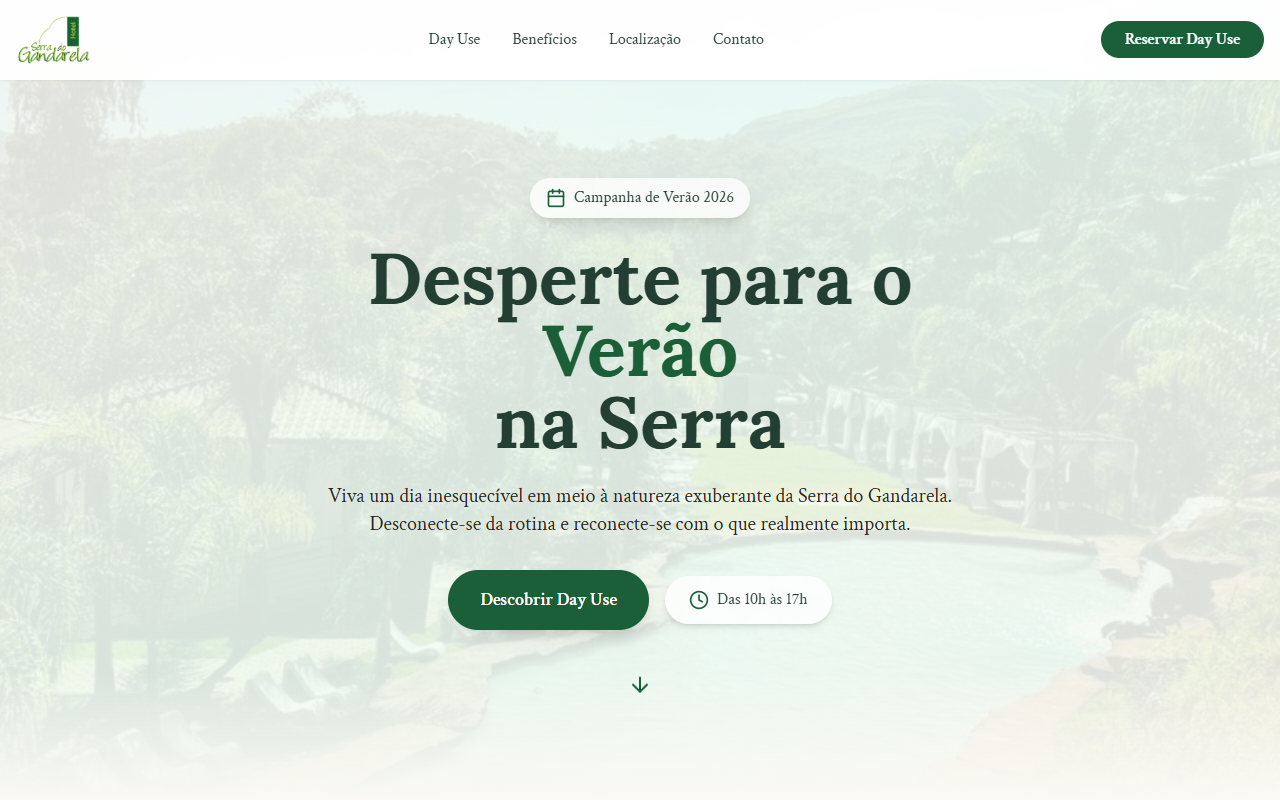 Hotel
Serra do
Gandarela
Day Use
Benefícios
Localização
Contato
Reservar Day Use
Campanha de Verão 2026
Desperte para o
Verão
na Serra
Viva um dia inesquecível em meio à natureza exuberante da Serra do Gandarela.
Desconecte-se da rotina e reconecte-se com o que realmente importa.
Descobrir Day Use
Das 10h às 17h